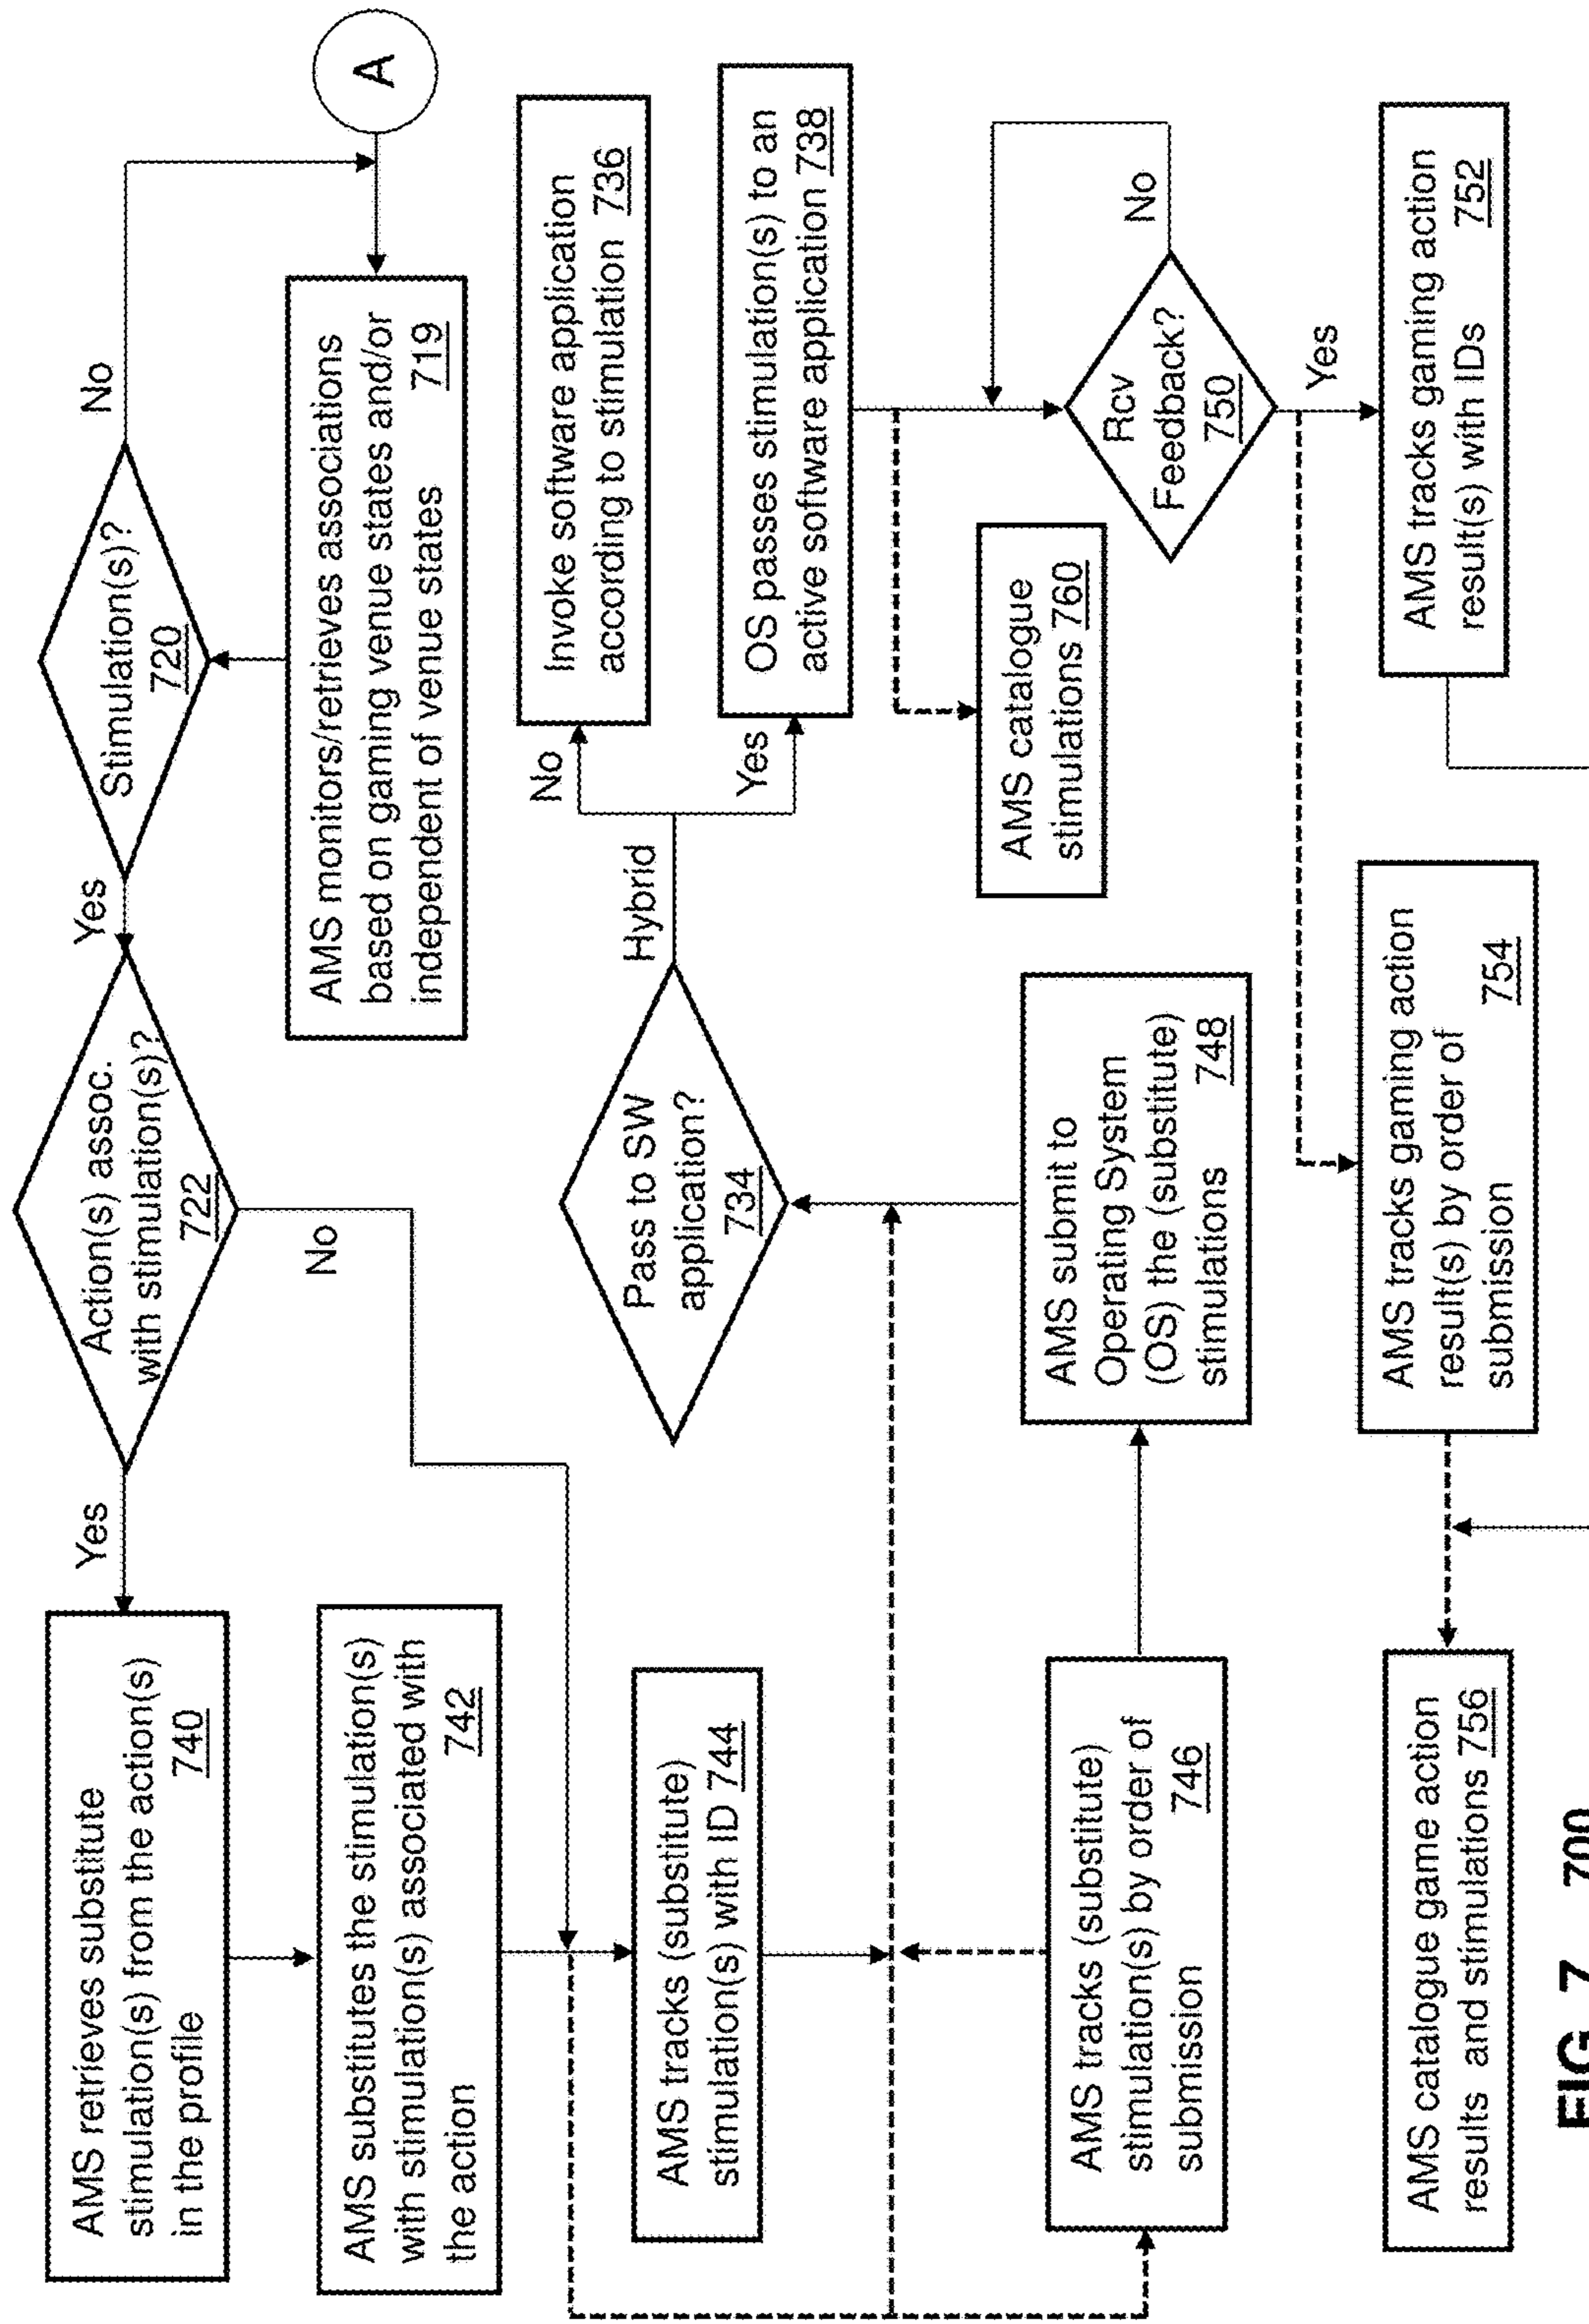 A
AMS monitors/retrieves associations
based on gaming venue states and/or
independent of venue states 719
Stimulation(s)?
720
No
Yes
Action(s) assoc.
with stimulation(s)?
722
No
Yes
AMS retrieves substitute
stimulation(s) from the action(s)
in the profile 740
AMS substitutes the stimulation(s)
with stimulation(s) associated with
the action 742
AMS tracks (substitute)
stimulation(s) with ID 744
AMS tracks (substitute)
stimulation(s) by order of
submission 746
AMS submit to
Operating System
(OS) the (substitute)
stimulations 748
Pass to SW
application?
734
Hybrid
No
Yes
Invoke software application
according to stimulation 736
OS passes stimulation(s) to an
active software application 738
AMS catalogue
stimulations 760
Rcv
Feedback?
750
No
Yes
AMS tracks gaming action
result(s) with IDs 752
AMS tracks gaming action
result(s) by order of
submission 754
AMS catalogue game action
results and stimulations 756
FIG 7 700